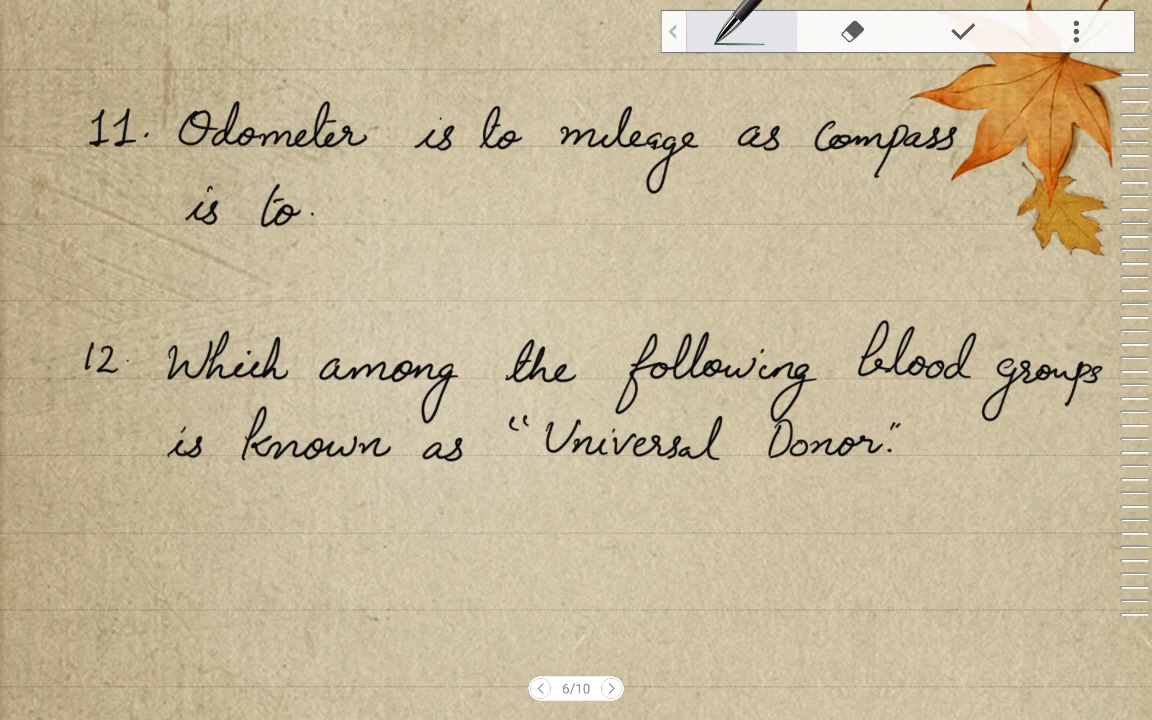 11. Odometer is to mileage as compass
is to.
12. Which among the following blood groups
is known as "Universal Donor."
6/10